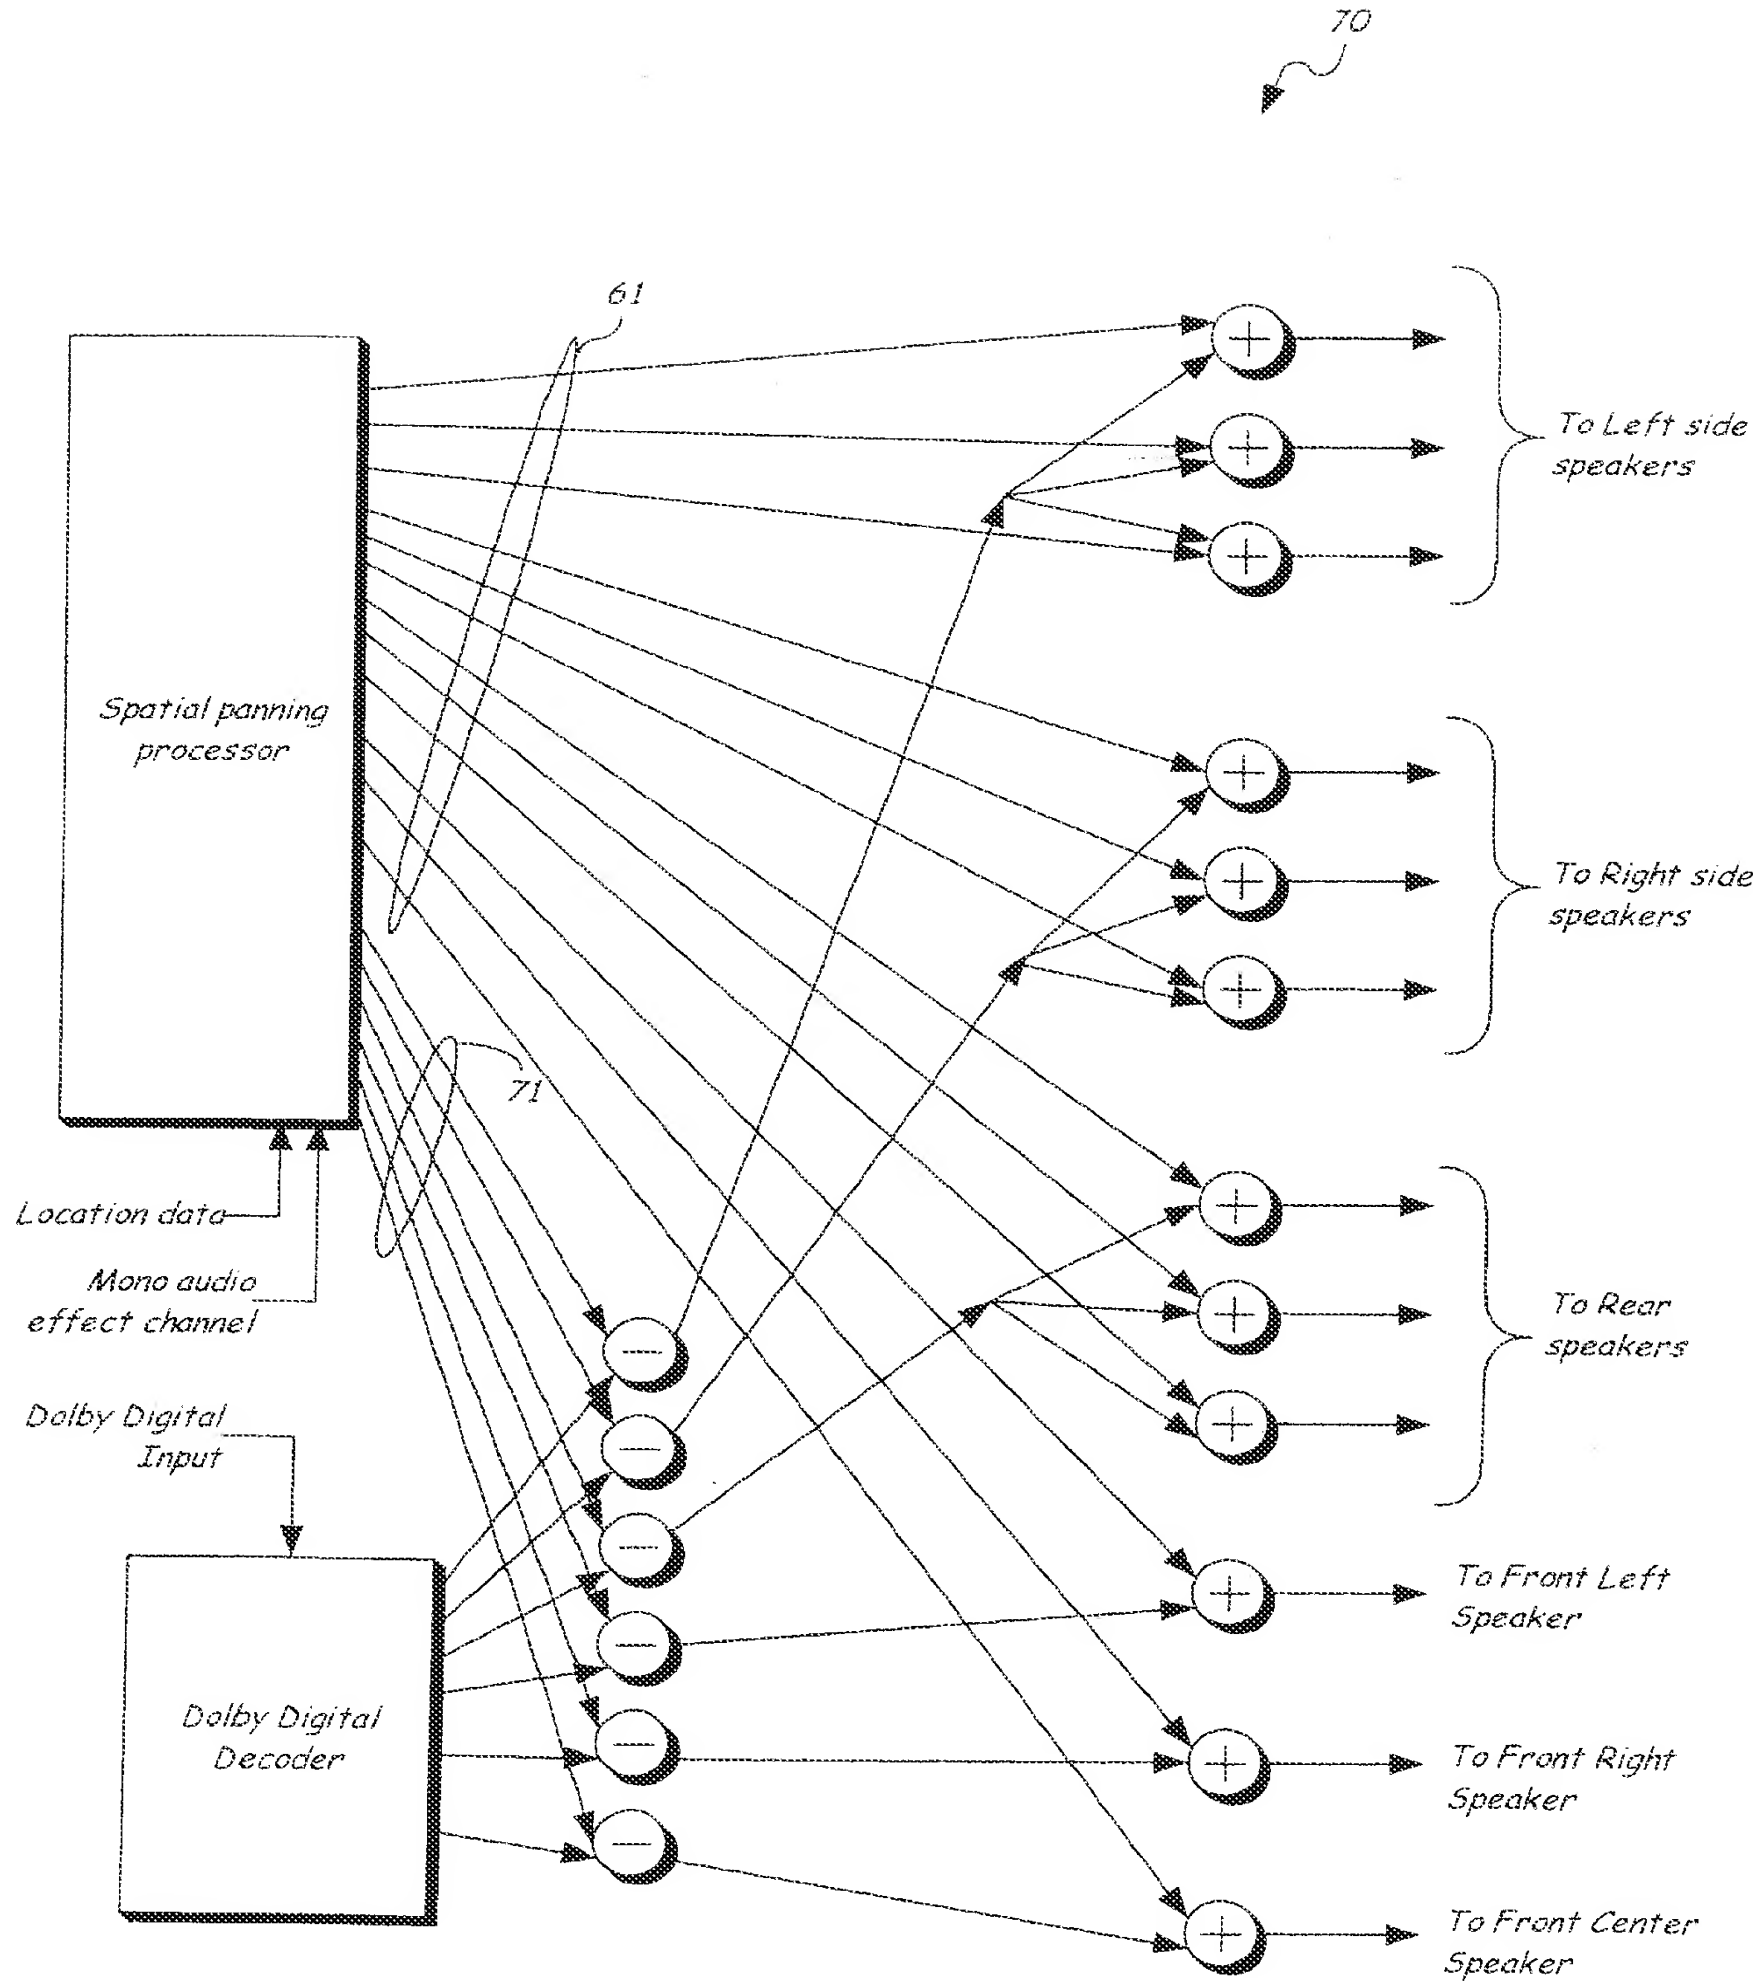 70
61
To Left side
speakers
Spatial panning
processor
To Right side
speakers
71
Location data
Mono audio
effect channel
To Rear
speakers
Dolby Digital
Input
To Front Left
Speaker
Dolby Digital
Decoder
To Front Right
Speaker
To Front Center
Speaker